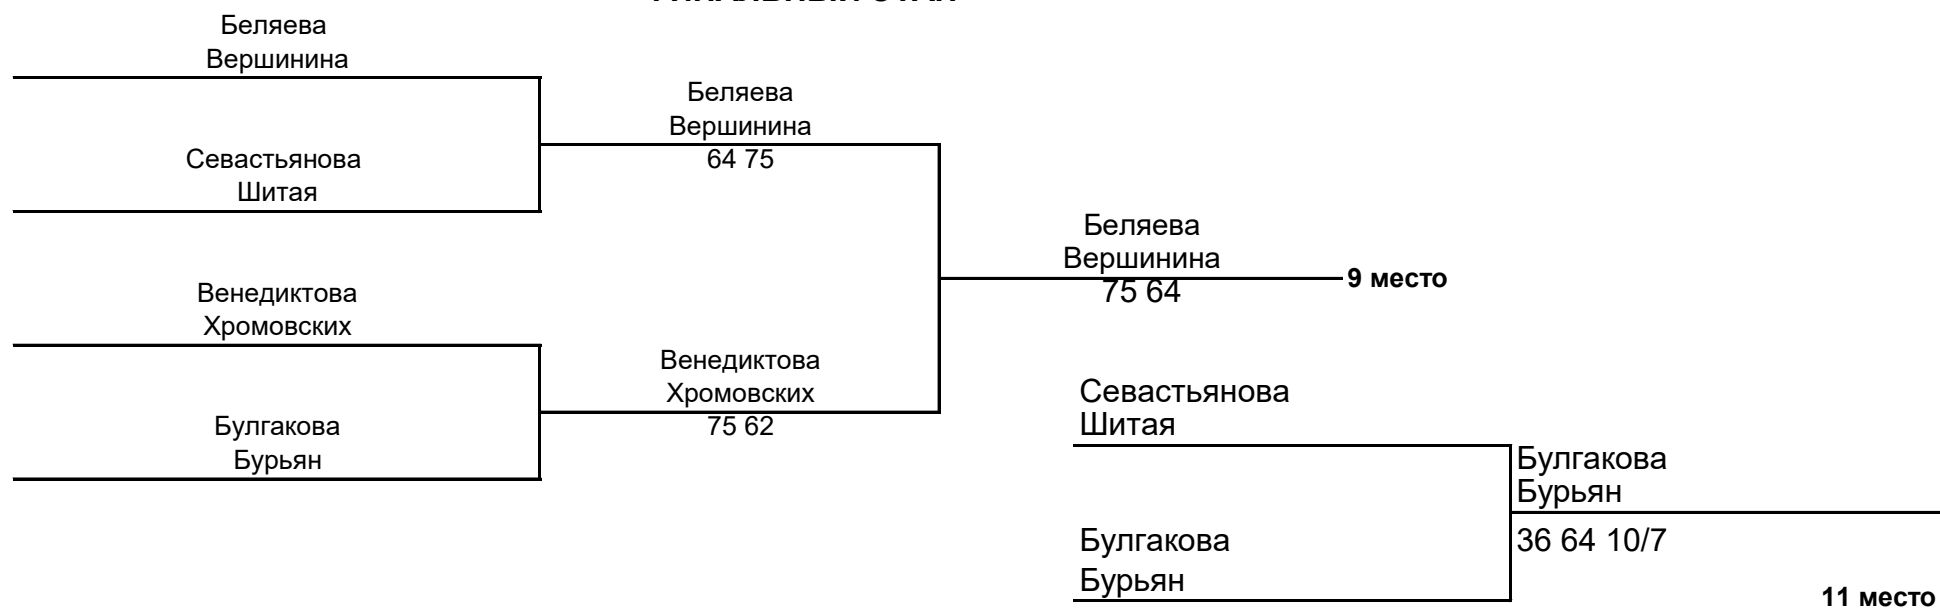 Беляева
Вершинина
Севастьянова
Шитая
Венедиктова
Хромовских
Булгакова
Бурьян
Беляева
Вершинина
64 75
Венедиктова
Хромовских
75 62
Беляева
Вершинина
75 64
9 место
Севастьянова
Шитая
Булгакова
Бурьян
Булгакова
Бурьян
36 64 10/7
11 место